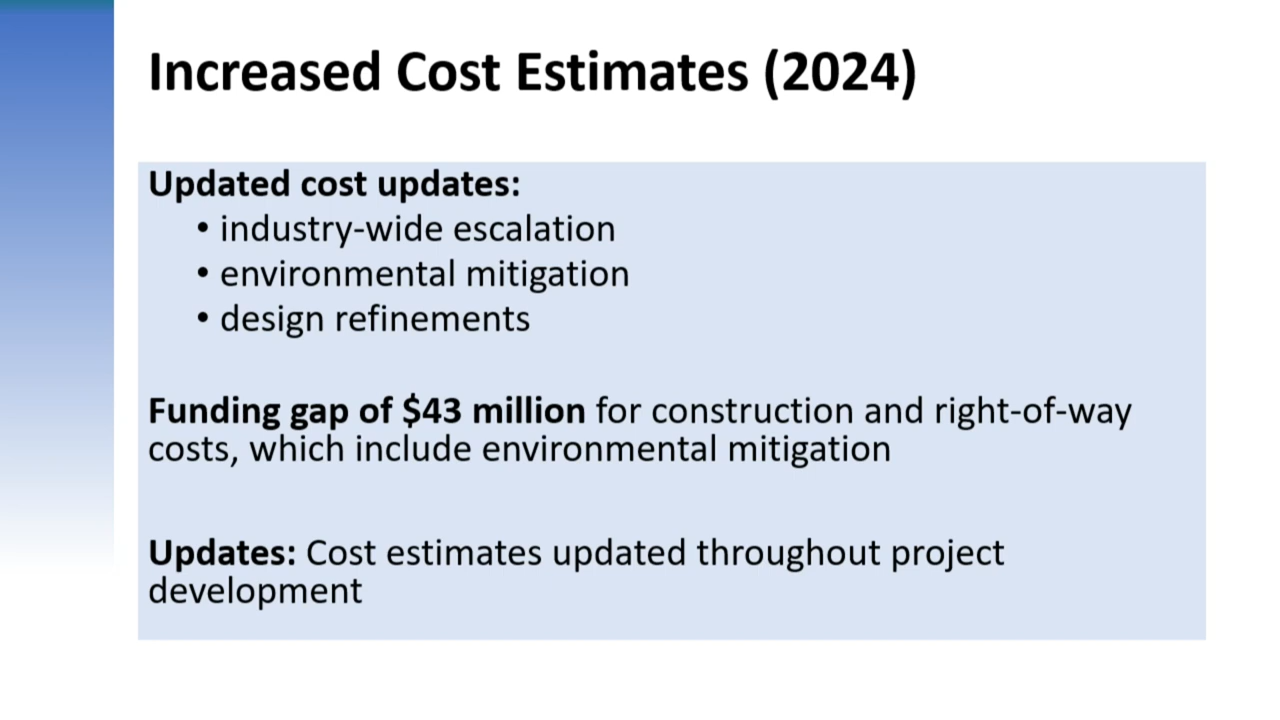 Increased Cost Estimates (2024)
Updated cost updates:
• industry-wide escalation
• environmental mitigation
• design refinements
Funding gap of $43 million for construction and right-of-way
costs, which include environmental mitigation
Updates: Cost estimates updated throughout project
development